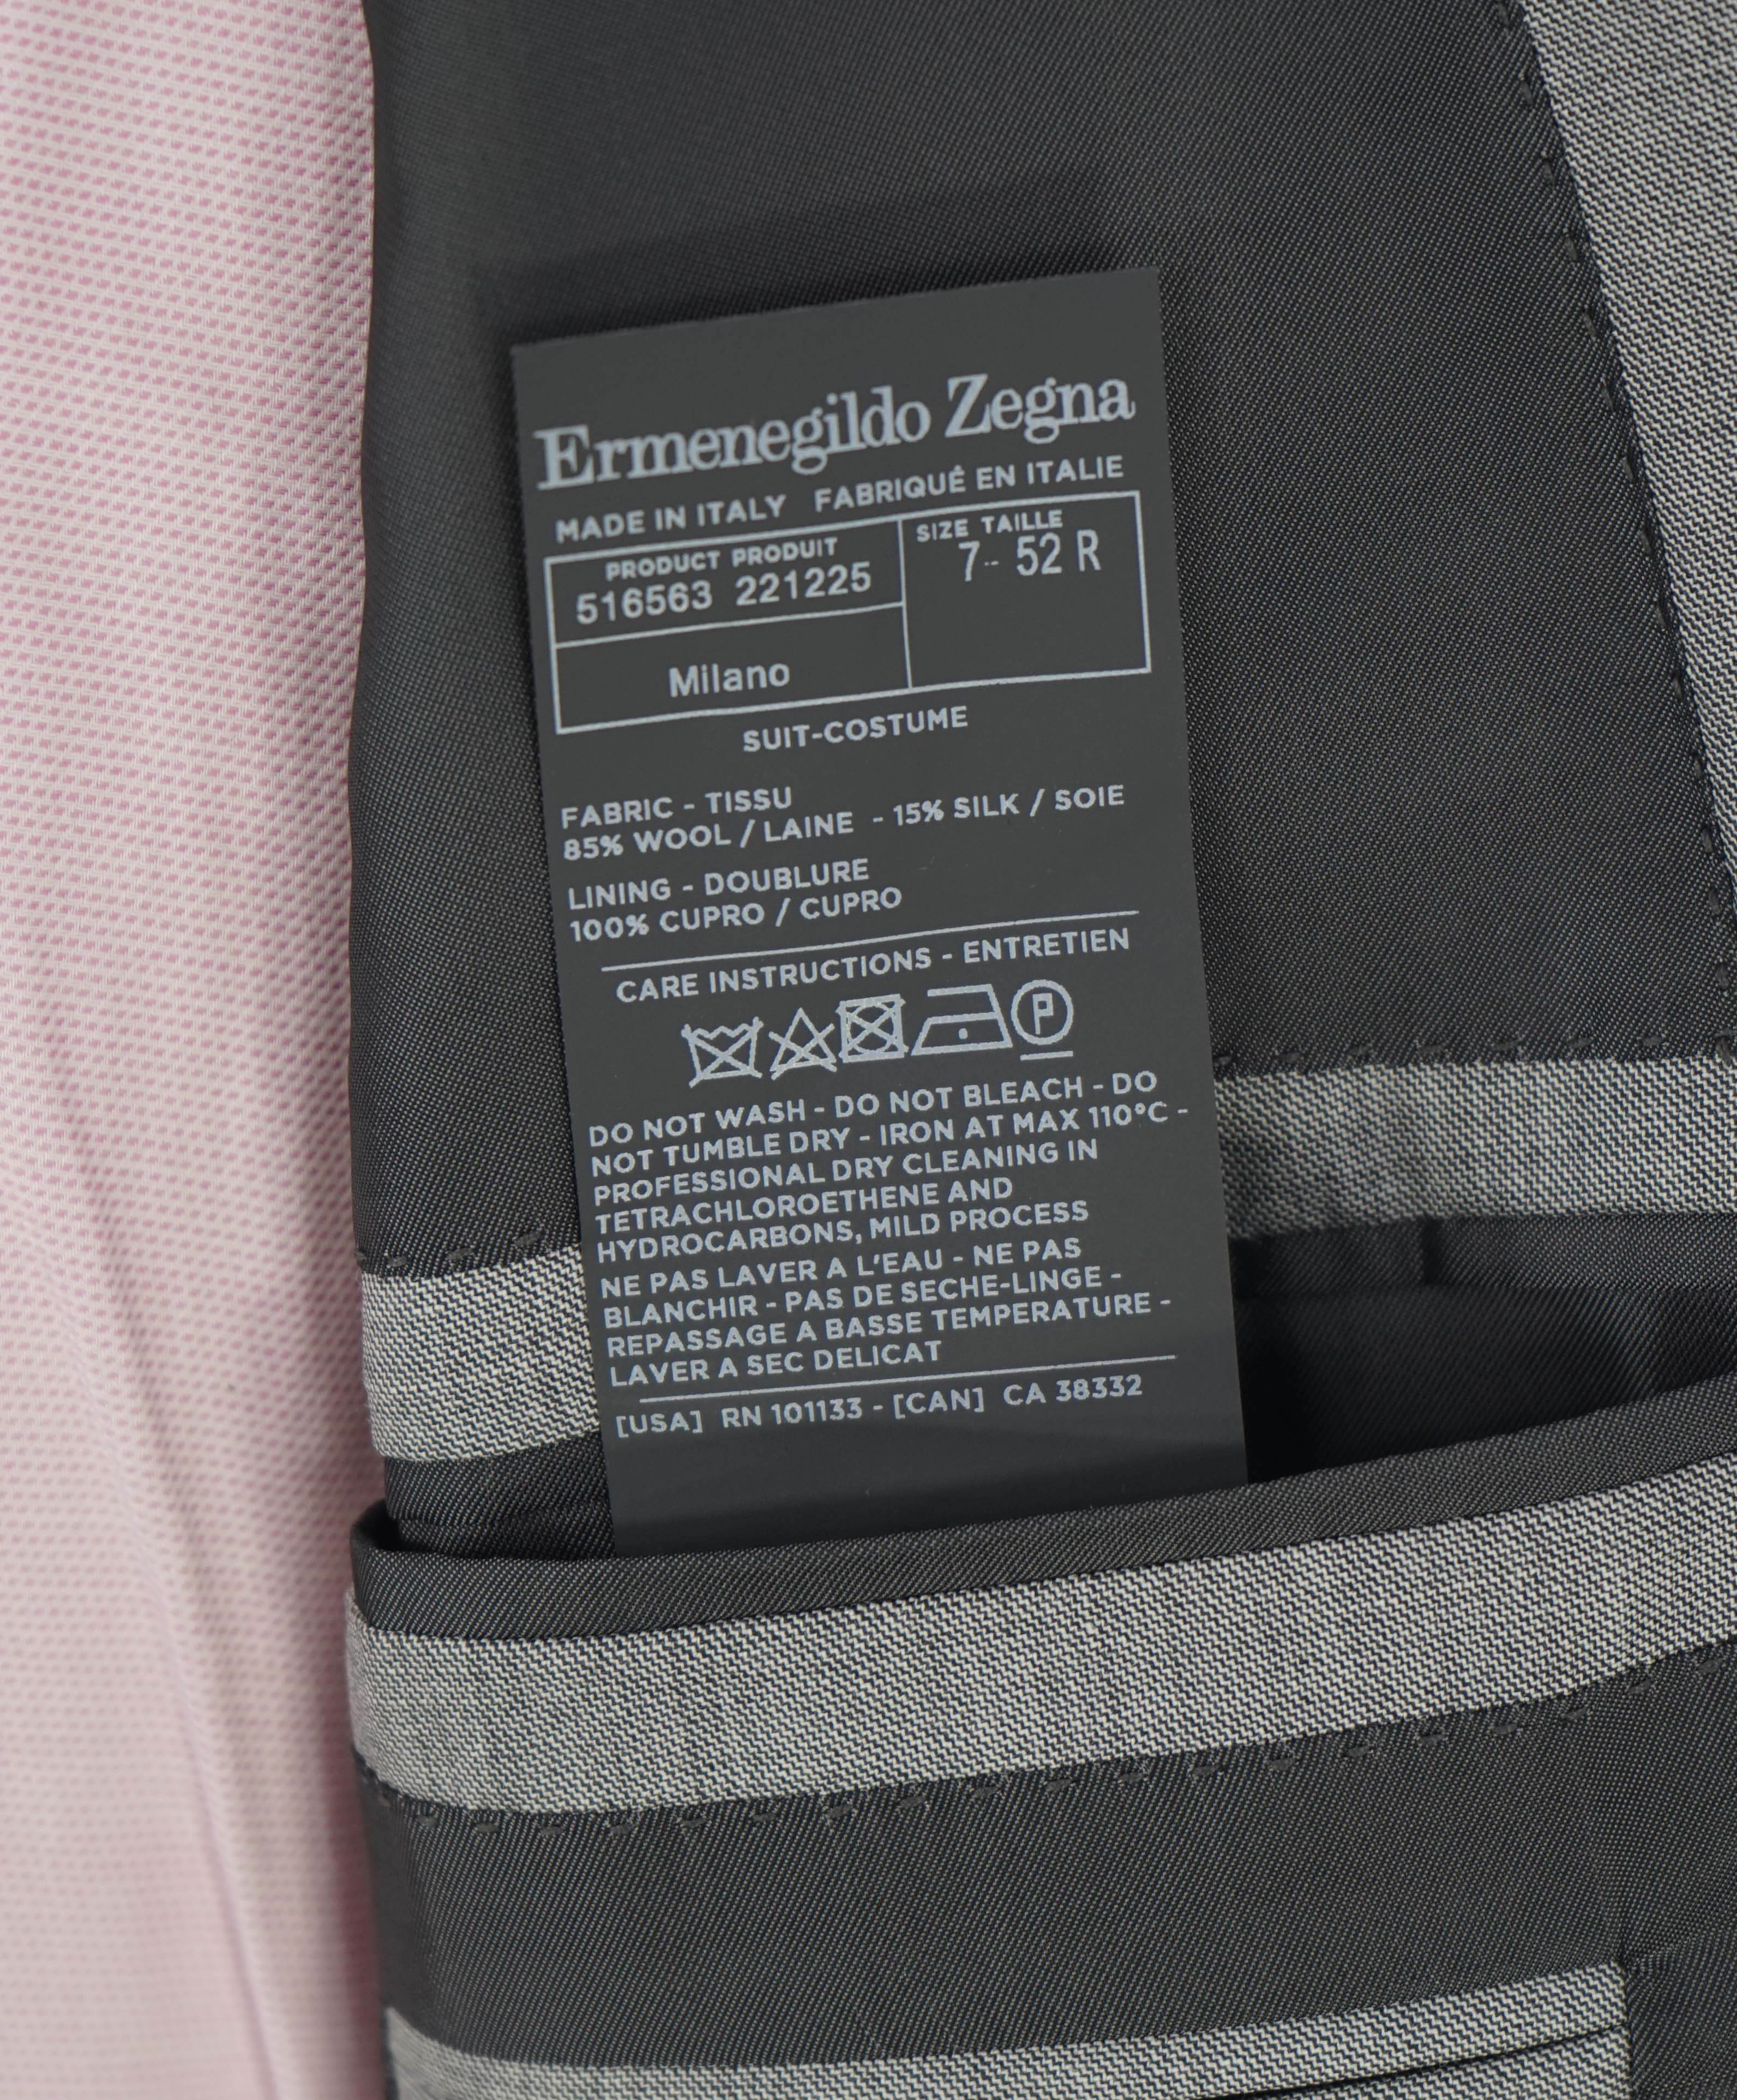 Ermenegildo Zegna
MADE IN ITALY FABRIQUÉ EN ITALIE
PRODUCT PRODUIT
516563 221225
SIZE TAILLE
7-- 52 R
Milano
SUIT-COSTUME
FABRIC - TISSU
85% WOOL / LAINE - 15% SILK / SOIE
LINING - DOUBLURE
100% CUPRO / CUPRO
CARE INSTRUCTIONS - ENTRETIEN
P
DO NOT WASH - DO NOT BLEACH - DO
NOT TUMBLE DRY - IRON AT MAX 110°C -
PROFESSIONAL DRY CLEANING IN
TETRACHLOROETHENE AND
HYDROCARBONS, MILD PROCESS
NE PAS LAVER A L'EAU - NE PAS
BLANCHIR - PAS DE SECHE-LINGE -
REPASSAGE A BASSE TEMPERATURE -
LAVER A SEC DELICAT
[USA] RN 101133 - [CAN] CA 38332